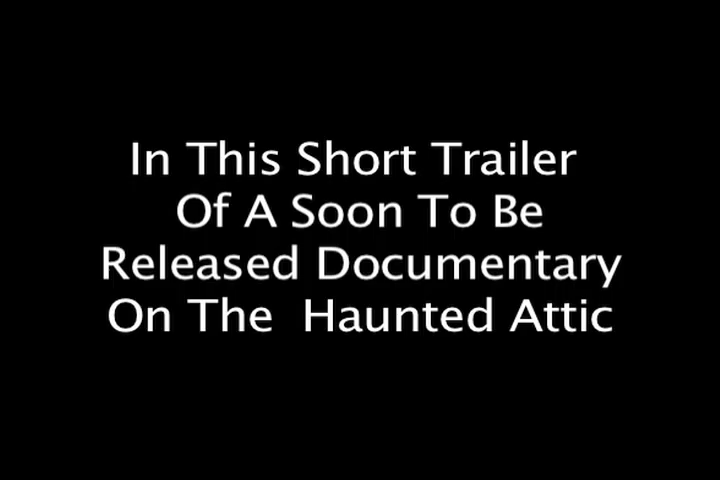 In This Short Trailer
Of A Soon To Be
Released Documentary
On The  Haunted Attic